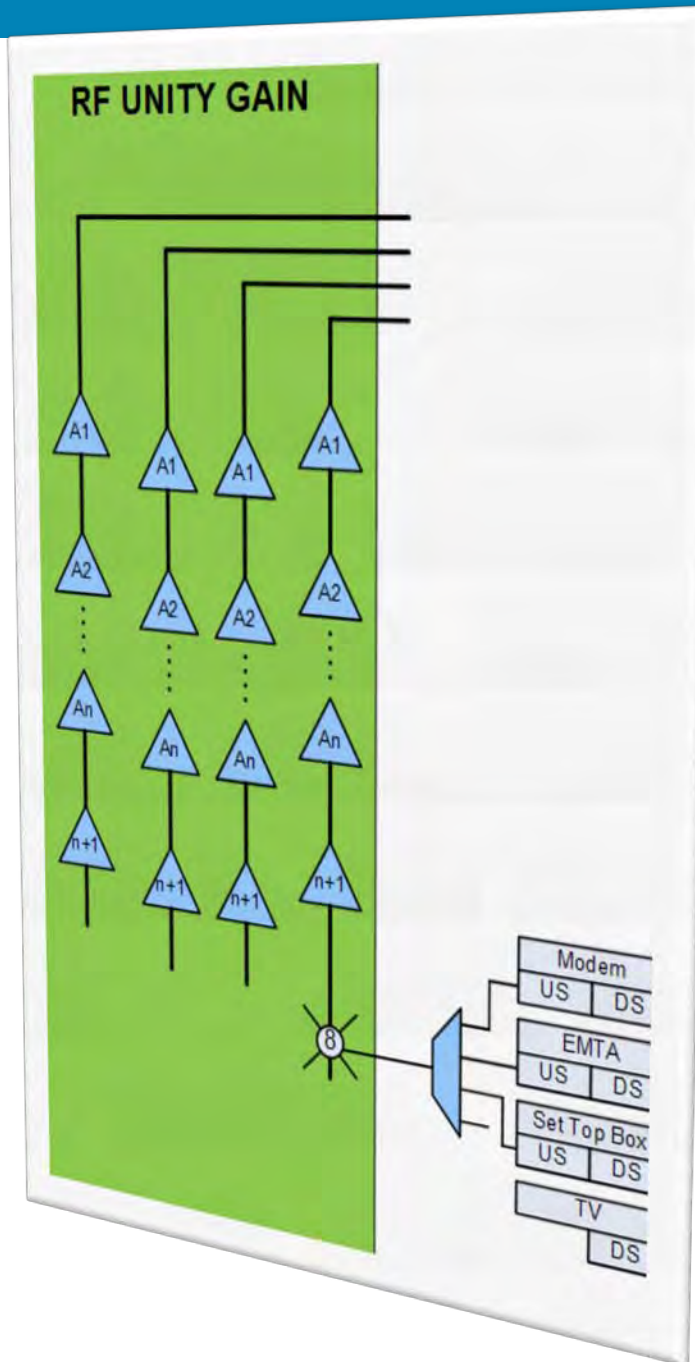 RF UNITY GAIN
A1
A1
A1
A1
A2
A2
A2
A2
An
An
An
An
n+1
n+1
n+1
n+1
8
Modem
US DS
EMTA
US DS
Set Top Box
US DS
TV
DS